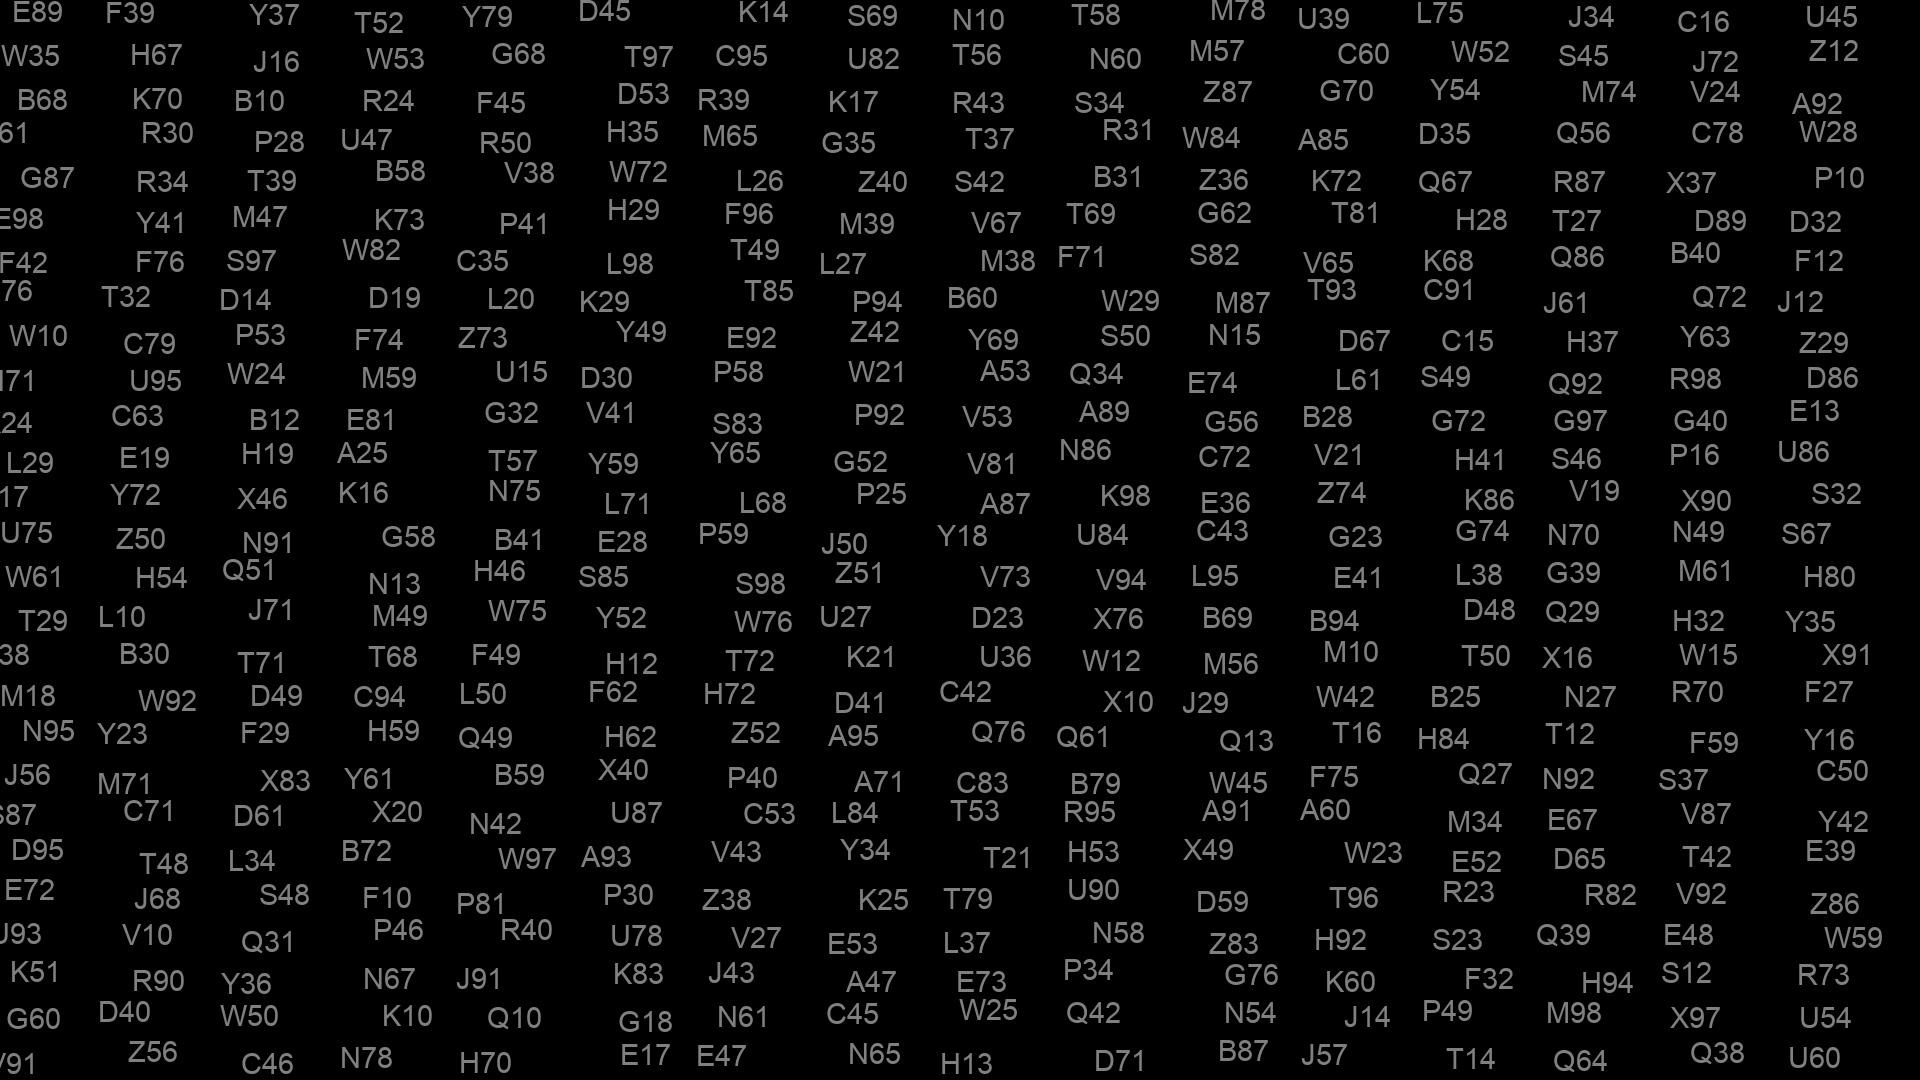 E89 F39 Y37 T52 Y79 D45 K14 S69 N10 T58 M78 U39 L75 J34 C16 U45
W35 H67 J16 W53 G68 T97 C95 U82 T56 N60 M57 C60 W52 S45 J72 Z12
B68 K70 B10 R24 F45 D53 R39 K17 R43 S34 Z87 G70 Y54 M74 V24 A92
61 R30 P28 U47 R50 H35 M65 G35 T37 R31 W84 A85 D35 Q56 C78 W28
G87 R34 T39 B58 V38 W72 L26 Z40 S42 B31 Z36 K72 Q67 R87 X37 P10
E98 Y41 M47 K73 P41 H29 F96 M39 V67 T69 G62 T81 H28 T27 D89 D32
F42 F76 S97 W82 C35 L98 T49 L27 M38 F71 S82 V65 K68 Q86 B40 F12
76 T32 D14 D19 L20 K29 T85 P94 B60 W29 M87 T93 C91 J61 Q72 J12
W10 C79 P53 F74 Z73 Y49 E92 Z42 Y69 S50 N15 D67 C15 H37 Y63 Z29
71 U95 W24 M59 U15 D30 P58 W21 A53 Q34 E74 L61 S49 Q92 R98 D86
24 C63 B12 E81 G32 V41 S83 P92 V53 A89 G56 B28 G72 G97 G40 E13
L29 E19 H19 A25 T57 Y59 Y65 G52 V81 N86 C72 V21 H41 S46 P16 U86
17 Y72 X46 K16 N75 L71 L68 P25 A87 K98 E36 Z74 K86 V19 X90 S32
U75 Z50 N91 G58 B41 E28 P59 J50 Y18 U84 C43 G23 G74 N70 N49 S67
W61 H54 Q51 N13 H46 S85 S98 Z51 V73 V94 L95 E41 L38 G39 M61 H80
T29 L10 J71 M49 W75 Y52 W76 U27 D23 X76 B69 B94 D48 Q29 H32 Y35
38 B30 T71 T68 F49 H12 T72 K21 U36 W12 M56 M10 T50 X16 W15 X91
M18 W92 D49 C94 L50 F62 H72 D41 C42 X10 J29 W42 B25 N27 R70 F27
N95 Y23 F29 H59 Q49 H62 Z52 A95 Q76 Q61 Q13 T16 H84 T12 F59 Y16
J56 M71 X83 Y61 B59 X40 P40 A71 C83 B79 W45 F75 Q27 N92 S37 C50
S87 C71 D61 X20 N42 U87 C53 L84 T53 R95 A91 A60 M34 E67 V87 Y42
D95 T48 L34 B72 W97 A93 V43 Y34 T21 H53 X49 W23 E52 D65 T42 E39
E72 J68 S48 F10 P81 P30 Z38 K25 T79 U90 D59 T96 R23 R82 V92 Z86
U93 V10 Q31 P46 R40 U78 V27 E53 L37 N58 Z83 H92 S23 Q39 E48 W59
K51 R90 Y36 N67 J91 K83 J43 A47 E73 P34 G76 K60 F32 H94 S12 R73
G60 D40 W50 K10 Q10 G18 N61 C45 W25 Q42 N54 J14 P49 M98 X97 U54
91 Z56 C46 N78 H70 E17 E47 N65 H13 D71 B87 J57 T14 Q64 Q38 U60